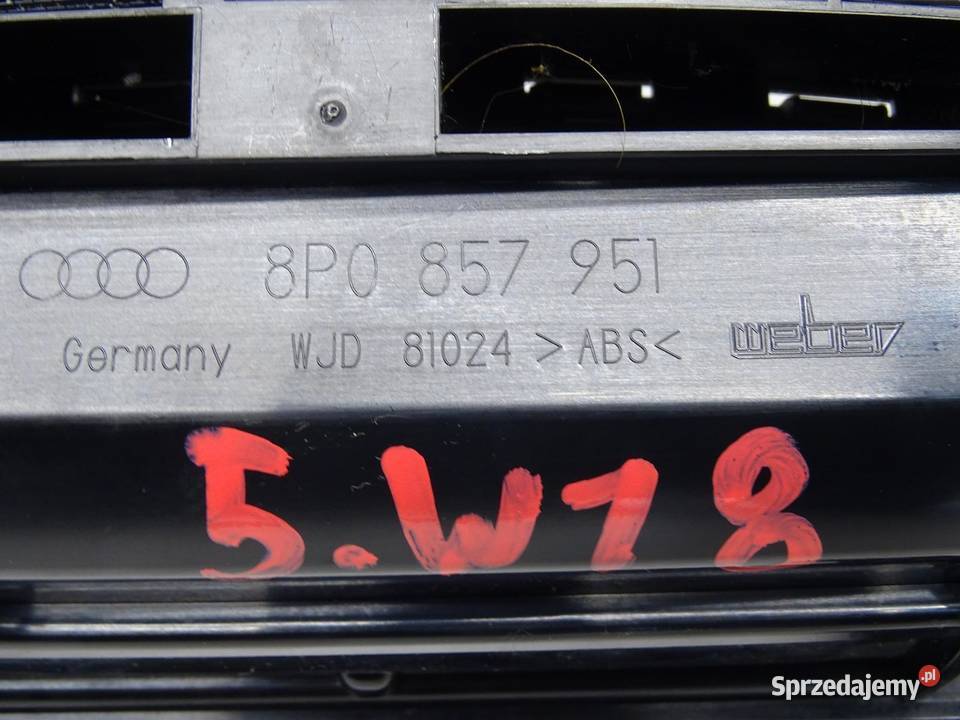 8P0 857 951
Germany WJD 81024 >ABS< weber
5.W18
Sprzedajemy.pl